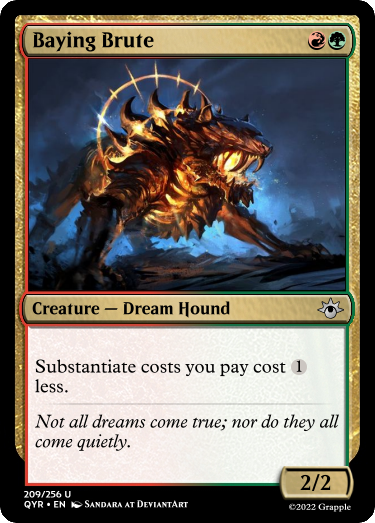 Baying Brute
Creature — Dream Hound
Substantiate costs you pay cost 1
less.
Not all dreams come true; nor do they all
come quietly.
2/2
209/256 U
QYR • EN Sandara at DeviantArt
©2022 Grapple